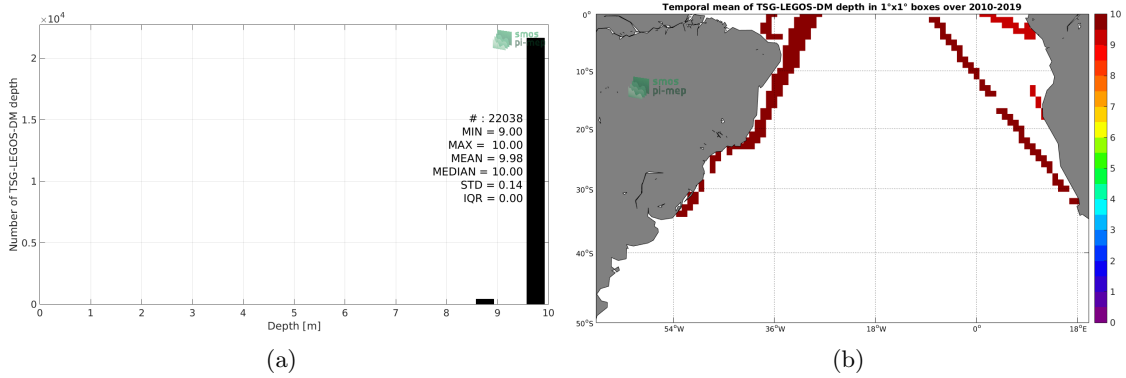 ×10⁴
2
1.5
1
0.5
0
Number of TSG-LEGOS-DM depth
smos
pi-mep
# : 22038
MIN = 9.00
MAX = 10.00
MEAN = 9.98
MEDIAN = 10.00
STD = 0.14
IQR = 0.00
0 1 2 3 4 5 6 7 8 9 10
Depth [m]
(a)
Temporal mean of TSG-LEGOS-DM depth in 1°x1° boxes over 2010-2019
0°
10°S
20°S
30°S
40°S
50°S
smos
pi-mep
54°W 36°W 18°W 0° 18°E
10
9
8
7
6
5
4
3
2
1
0
(b)